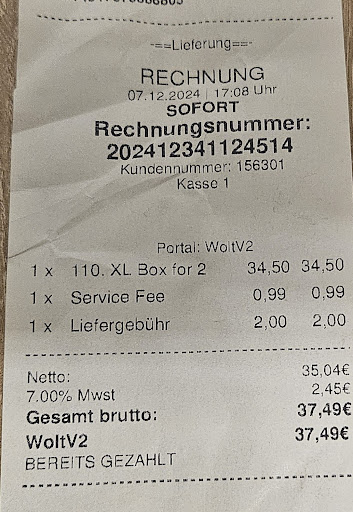 -==Lieferung==-
RECHNUNG
07.12.2024 | 17:08 Uhr
SOFORT
Rechnungsnummer:
202412341124514
Kundennummer: 156301
Kasse 1
Portal: WoltV2
1 x 110. XL Box for 2 34,50 34,50
1 x Service Fee 0,99 0,99
1 x Liefergebühr 2,00 2,00
Netto: 35,04€
7.00% Mwst 2,45€
Gesamt brutto: 37,49€
WoltV2 37,49€
BEREITS GEZAHLT